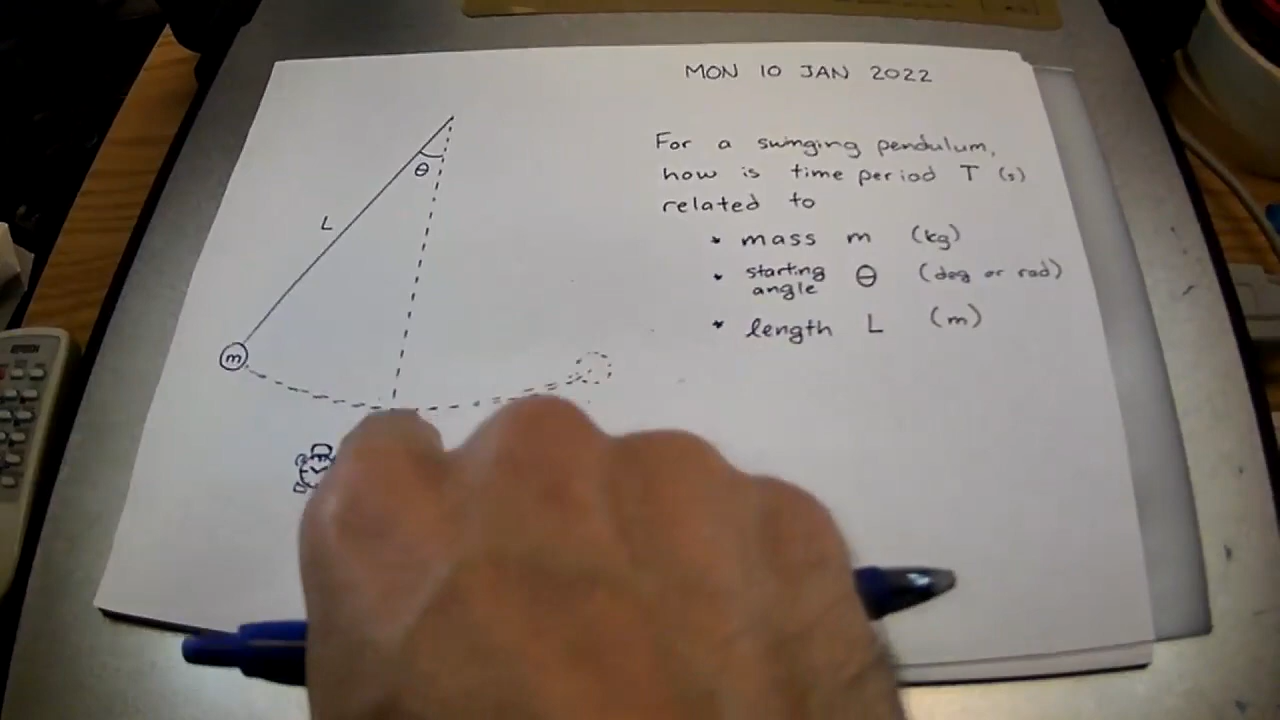 MON 10 JAN 2022
For a swinging pendulum,
how is time period T (s)
related to
* mass m (kg)
* starting angle θ (deg or rad)
* length L (m)
θ
L
m
EPSON